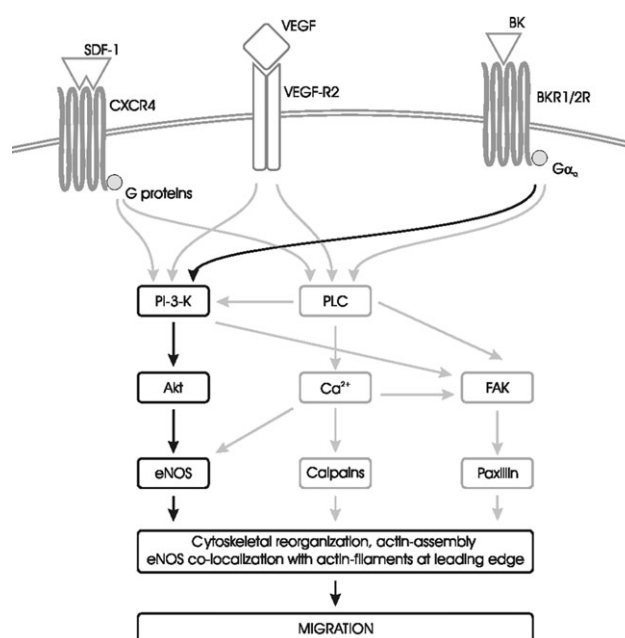 VEGF
BK
SDF-1
CXCR4
VEGF-R2
BKR1/2R
Gαq
G proteins
PI-3-K
PLC
Akt
Ca²⁺
FAK
eNOS
Calpains
Paxillin
Cytoskeletal reorganization, actin-assembly
eNOS co-localization with actin-filaments at leading edge
MIGRATION